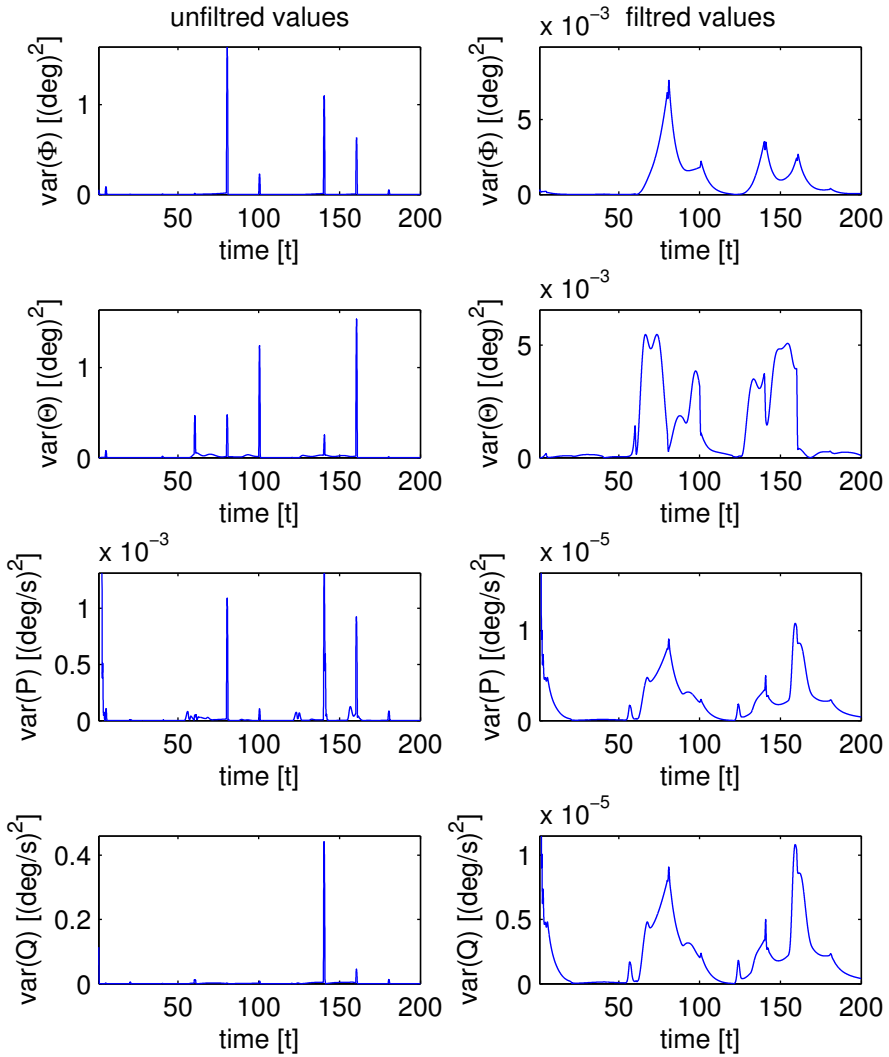 unfiltred values
1
0
var(Φ) [(deg)^2]
50 100 150 200
time [t]
filtred values
x 10^-3
5
0
var(Φ) [(deg)^2]
50 100 150 200
time [t]
1
0
var(Θ) [(deg)^2]
50 100 150 200
time [t]
x 10^-3
5
0
var(Θ) [(deg)^2]
0 50 100 150 200
time [t]
x 10^-3
1
0.5
0
var(P) [(deg/s)^2]
50 100 150 200
time [t]
x 10^-5
1
0
var(P) [(deg/s)^2]
50 100 150 200
time [t]
0.4
0.2
0
var(Q) [(deg/s)^2]
50 100 150 200
time [t]
x 10^-5
1
0.5
0
var(Q) [(deg/s)^2]
50 100 150 200
time [t]